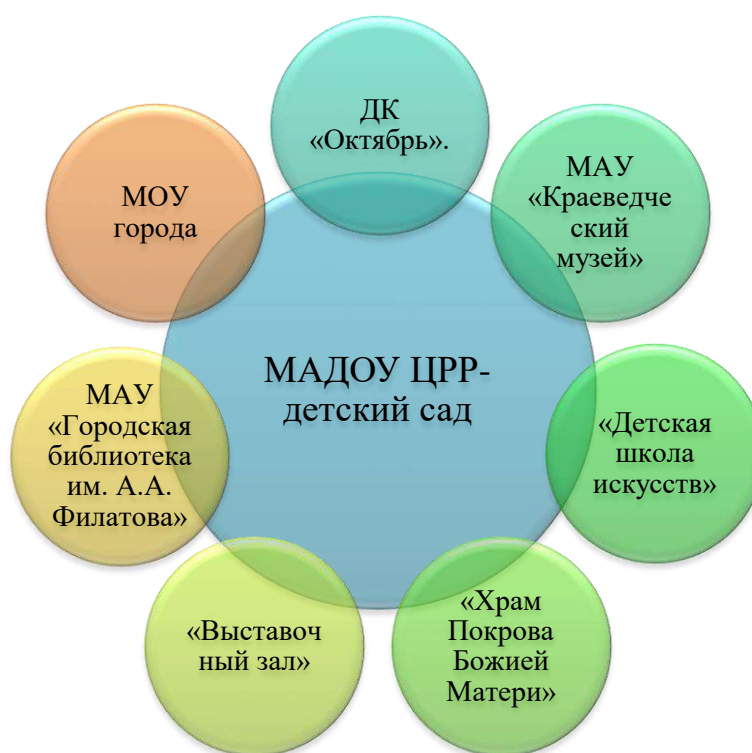 ДК
«Октябрь».
МАУ
«Краеведче
ский
музей»
«Детская
школа
искусств»
«Храм
Покрова
Божией
Матери»
«Выставоч
ный зал»
МАУ
«Городская
библиотека
им. А.А.
Филатова»
МОУ
города
МАДОУ ЦРР-
детский сад